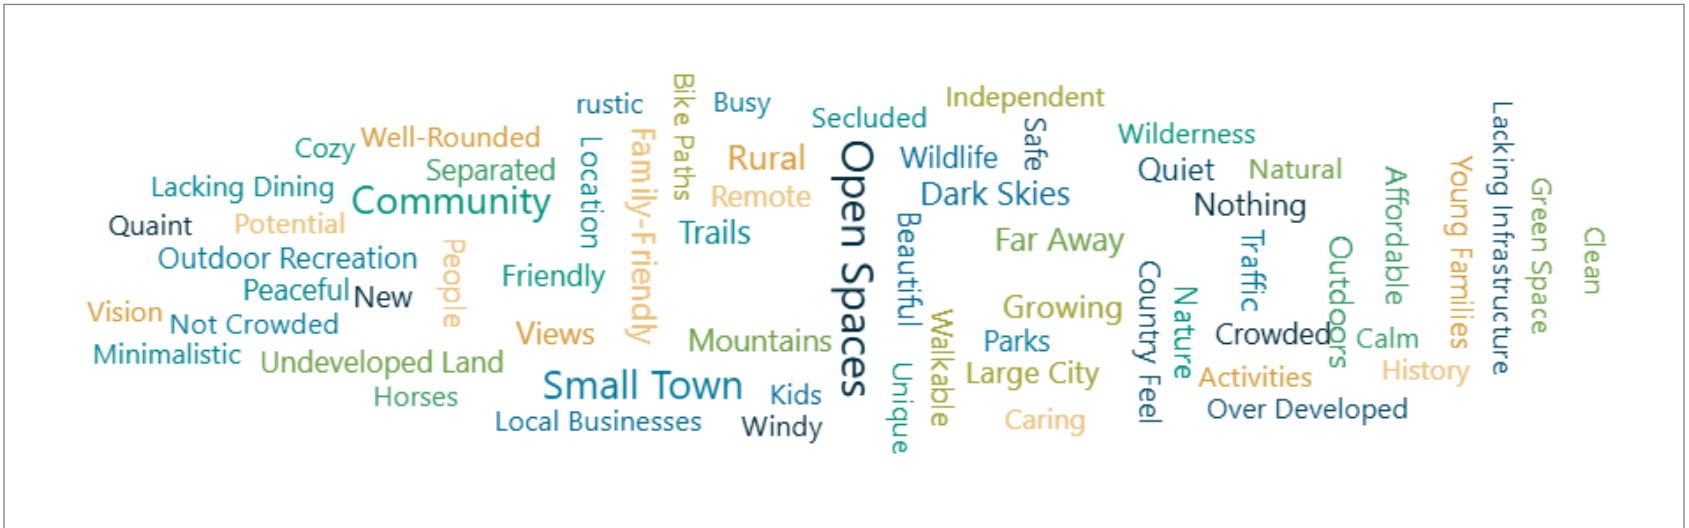 rustic
Bike Paths
Busy
Secluded
Independent
Safe
Wilderness
Lacking Infrastructure
Cozy
Well-Rounded
Separated
Location
Family-Friendly
Rural
Open Spaces
Wildlife
Quiet
Natural
Affordable
Young Families
Green Space
Clean
Lacking Dining
Community
Remote
Dark Skies
Nothing
Quaint
Potential
People
Trails
Beautiful
Far Away
Traffic
Outdoors
Outdoor Recreation
Friendly
Country Feel
Nature
Peaceful
New
Vision
Not Crowded
Views
Mountains
Walkable
Growing
Parks
Crowded
Calm
Minimalistic
Undeveloped Land
Small Town
Unique
Large City
Activities
History
Horses
Kids
Local Businesses
Windy
Caring
Over Developed